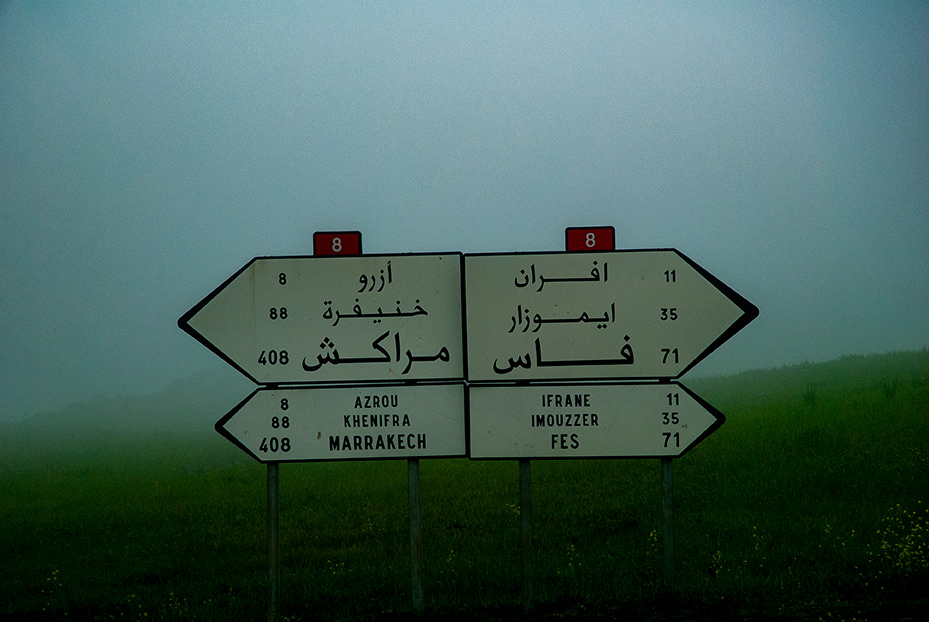 8
8 أزرو
88 خنيفرة
408 مراكش
8
افران 11
ايموزار 35
فاس 71
8 AZROU
88 KHENIFRA
408 MARRAKECH
IFRANE 11
IMOUZZER 35
FES 71